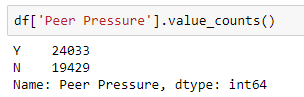 df['Peer Pressure'].value_counts()
Y    24033
N    19429
Name: Peer Pressure, dtype: int64